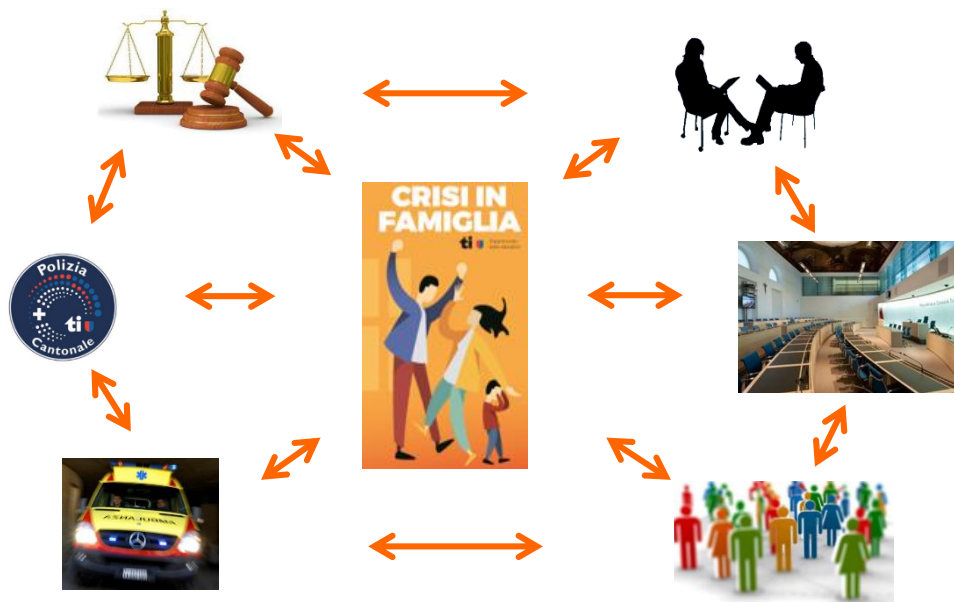 CRISI IN
FAMIGLIA
ti
Polizia
ti
Cantonale
AMBULANZA